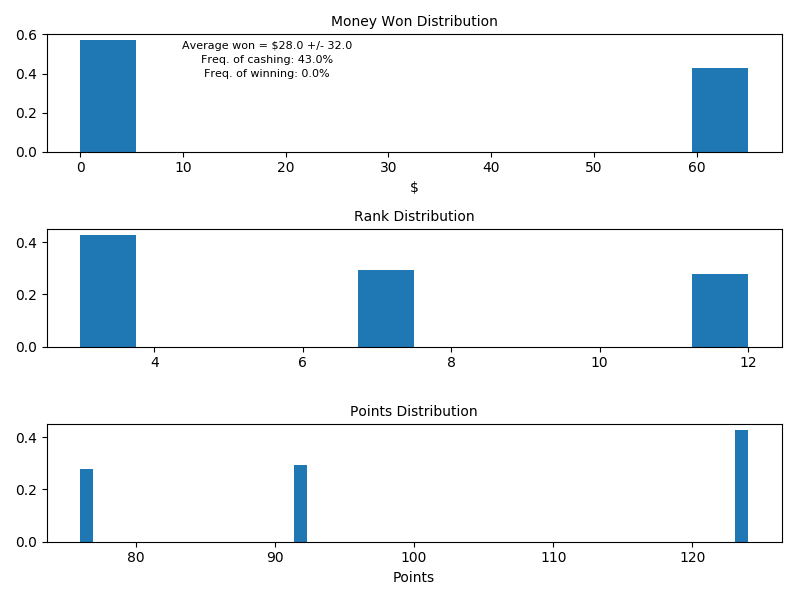 Money Won Distribution
0.6
0.4
0.2
0.0
Average won = $28.0 +/- 32.0
Freq. of cashing: 43.0%
Freq. of winning: 0.0%
0 10 20 30 40 50 60
$
Rank Distribution
0.4
0.2
0.0
4 6 8 10 12
Points Distribution
0.4
0.2
0.0
80 90 100 110 120
Points